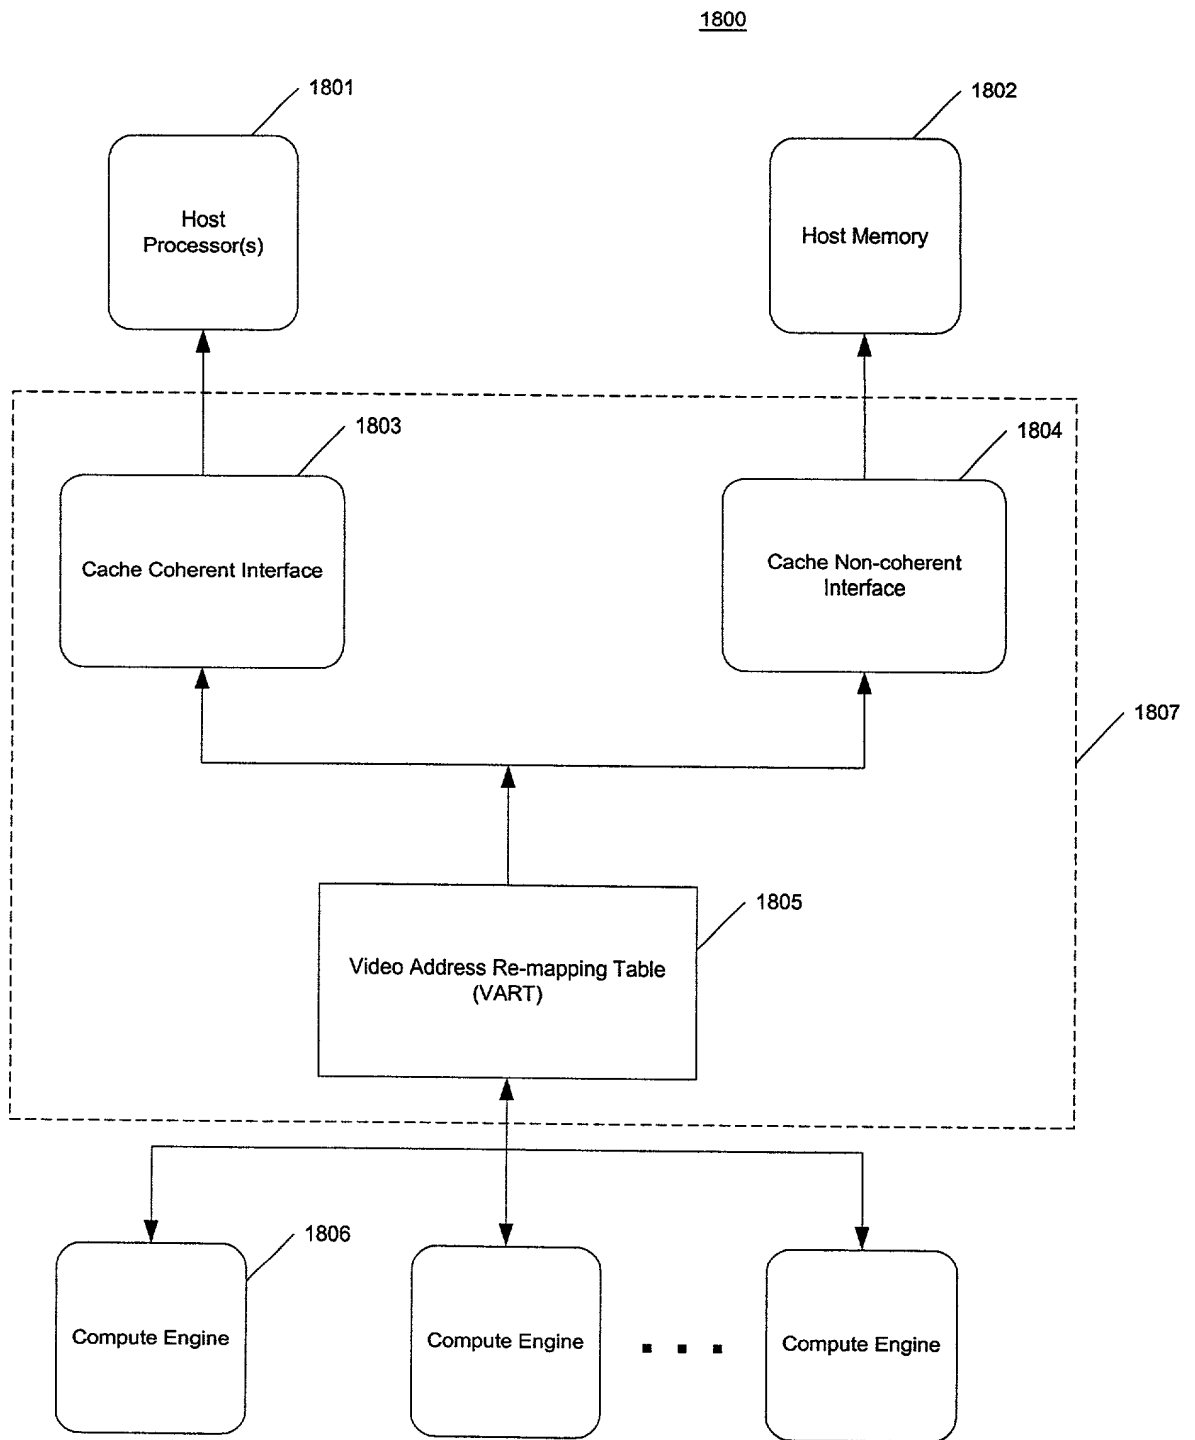 1800
1801
1802
Host
Processor(s)
Host Memory
1803
1804
Cache Coherent Interface
Cache Non-coherent
Interface
1807
1805
Video Address Re-mapping Table
(VART)
1806
Compute Engine
Compute Engine
Compute Engine